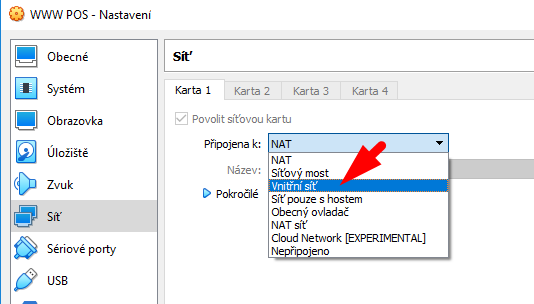 WWW POS - Nastavení
Obecné
Systém
Obrazovka
Úložiště
Zvuk
Síť
Sériové porty
USB
Síť
Karta 1
Karta 2
Karta 3
Karta 4
Povolit síťovou kartu
Připojena k: NAT
NAT
Síťový most
Vnitřní síť
Síť pouze s hostem
Obecný ovladač
NAT síť
Cloud Network [EXPERIMENTAL]
Nepřipojeno
Název:
Pokročilé